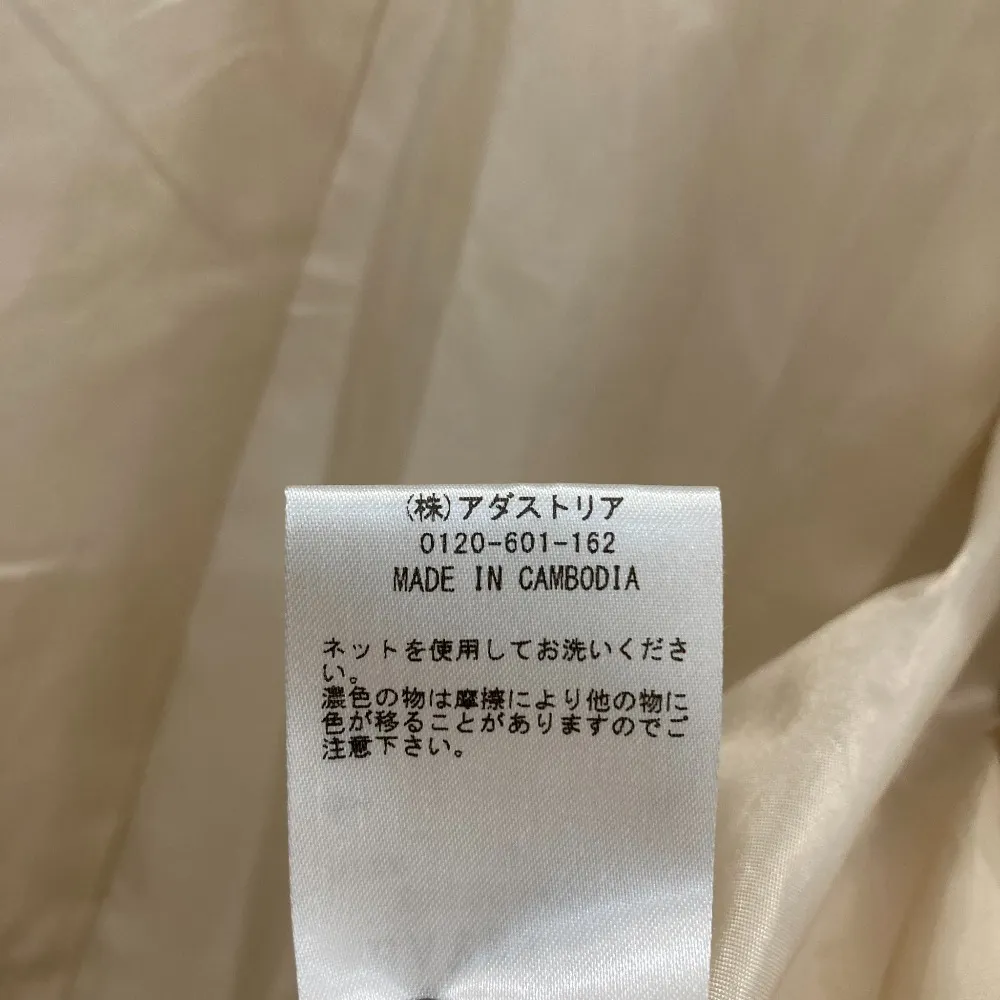 (株)アダストリア
0120-601-162
MADE IN CAMBODIA
ネットを使用してお洗いくださ
い。
濃色の物は摩擦により他の物に
色が移ることがありますのでご
注意下さい。